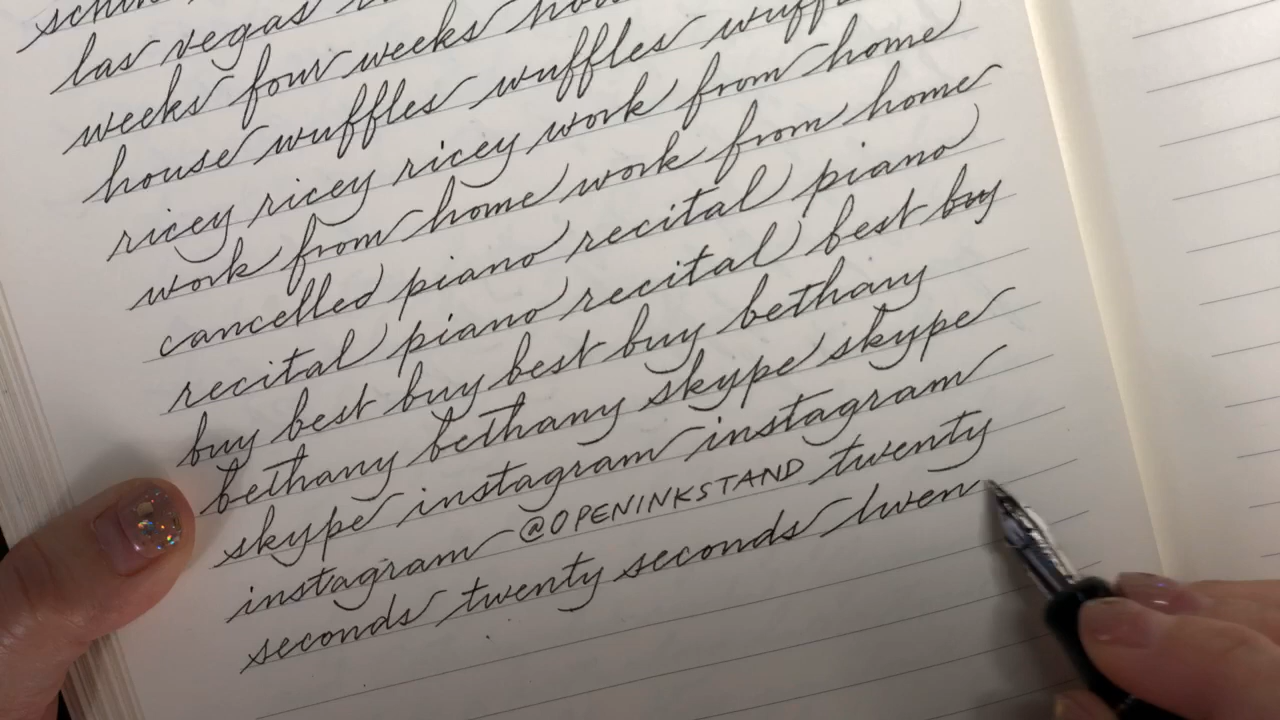 las vegas
weeks four weeks
house wuffles wuffles
ricey ricey ricey work from home
work from home work from home
cancelled piano recital piano
recital piano recital best buy
buy best buy best buy bethany
bethany bethany skype skype
skype instagram instagram
instagram @OPENINKSTAND twenty
seconds twenty seconds twen